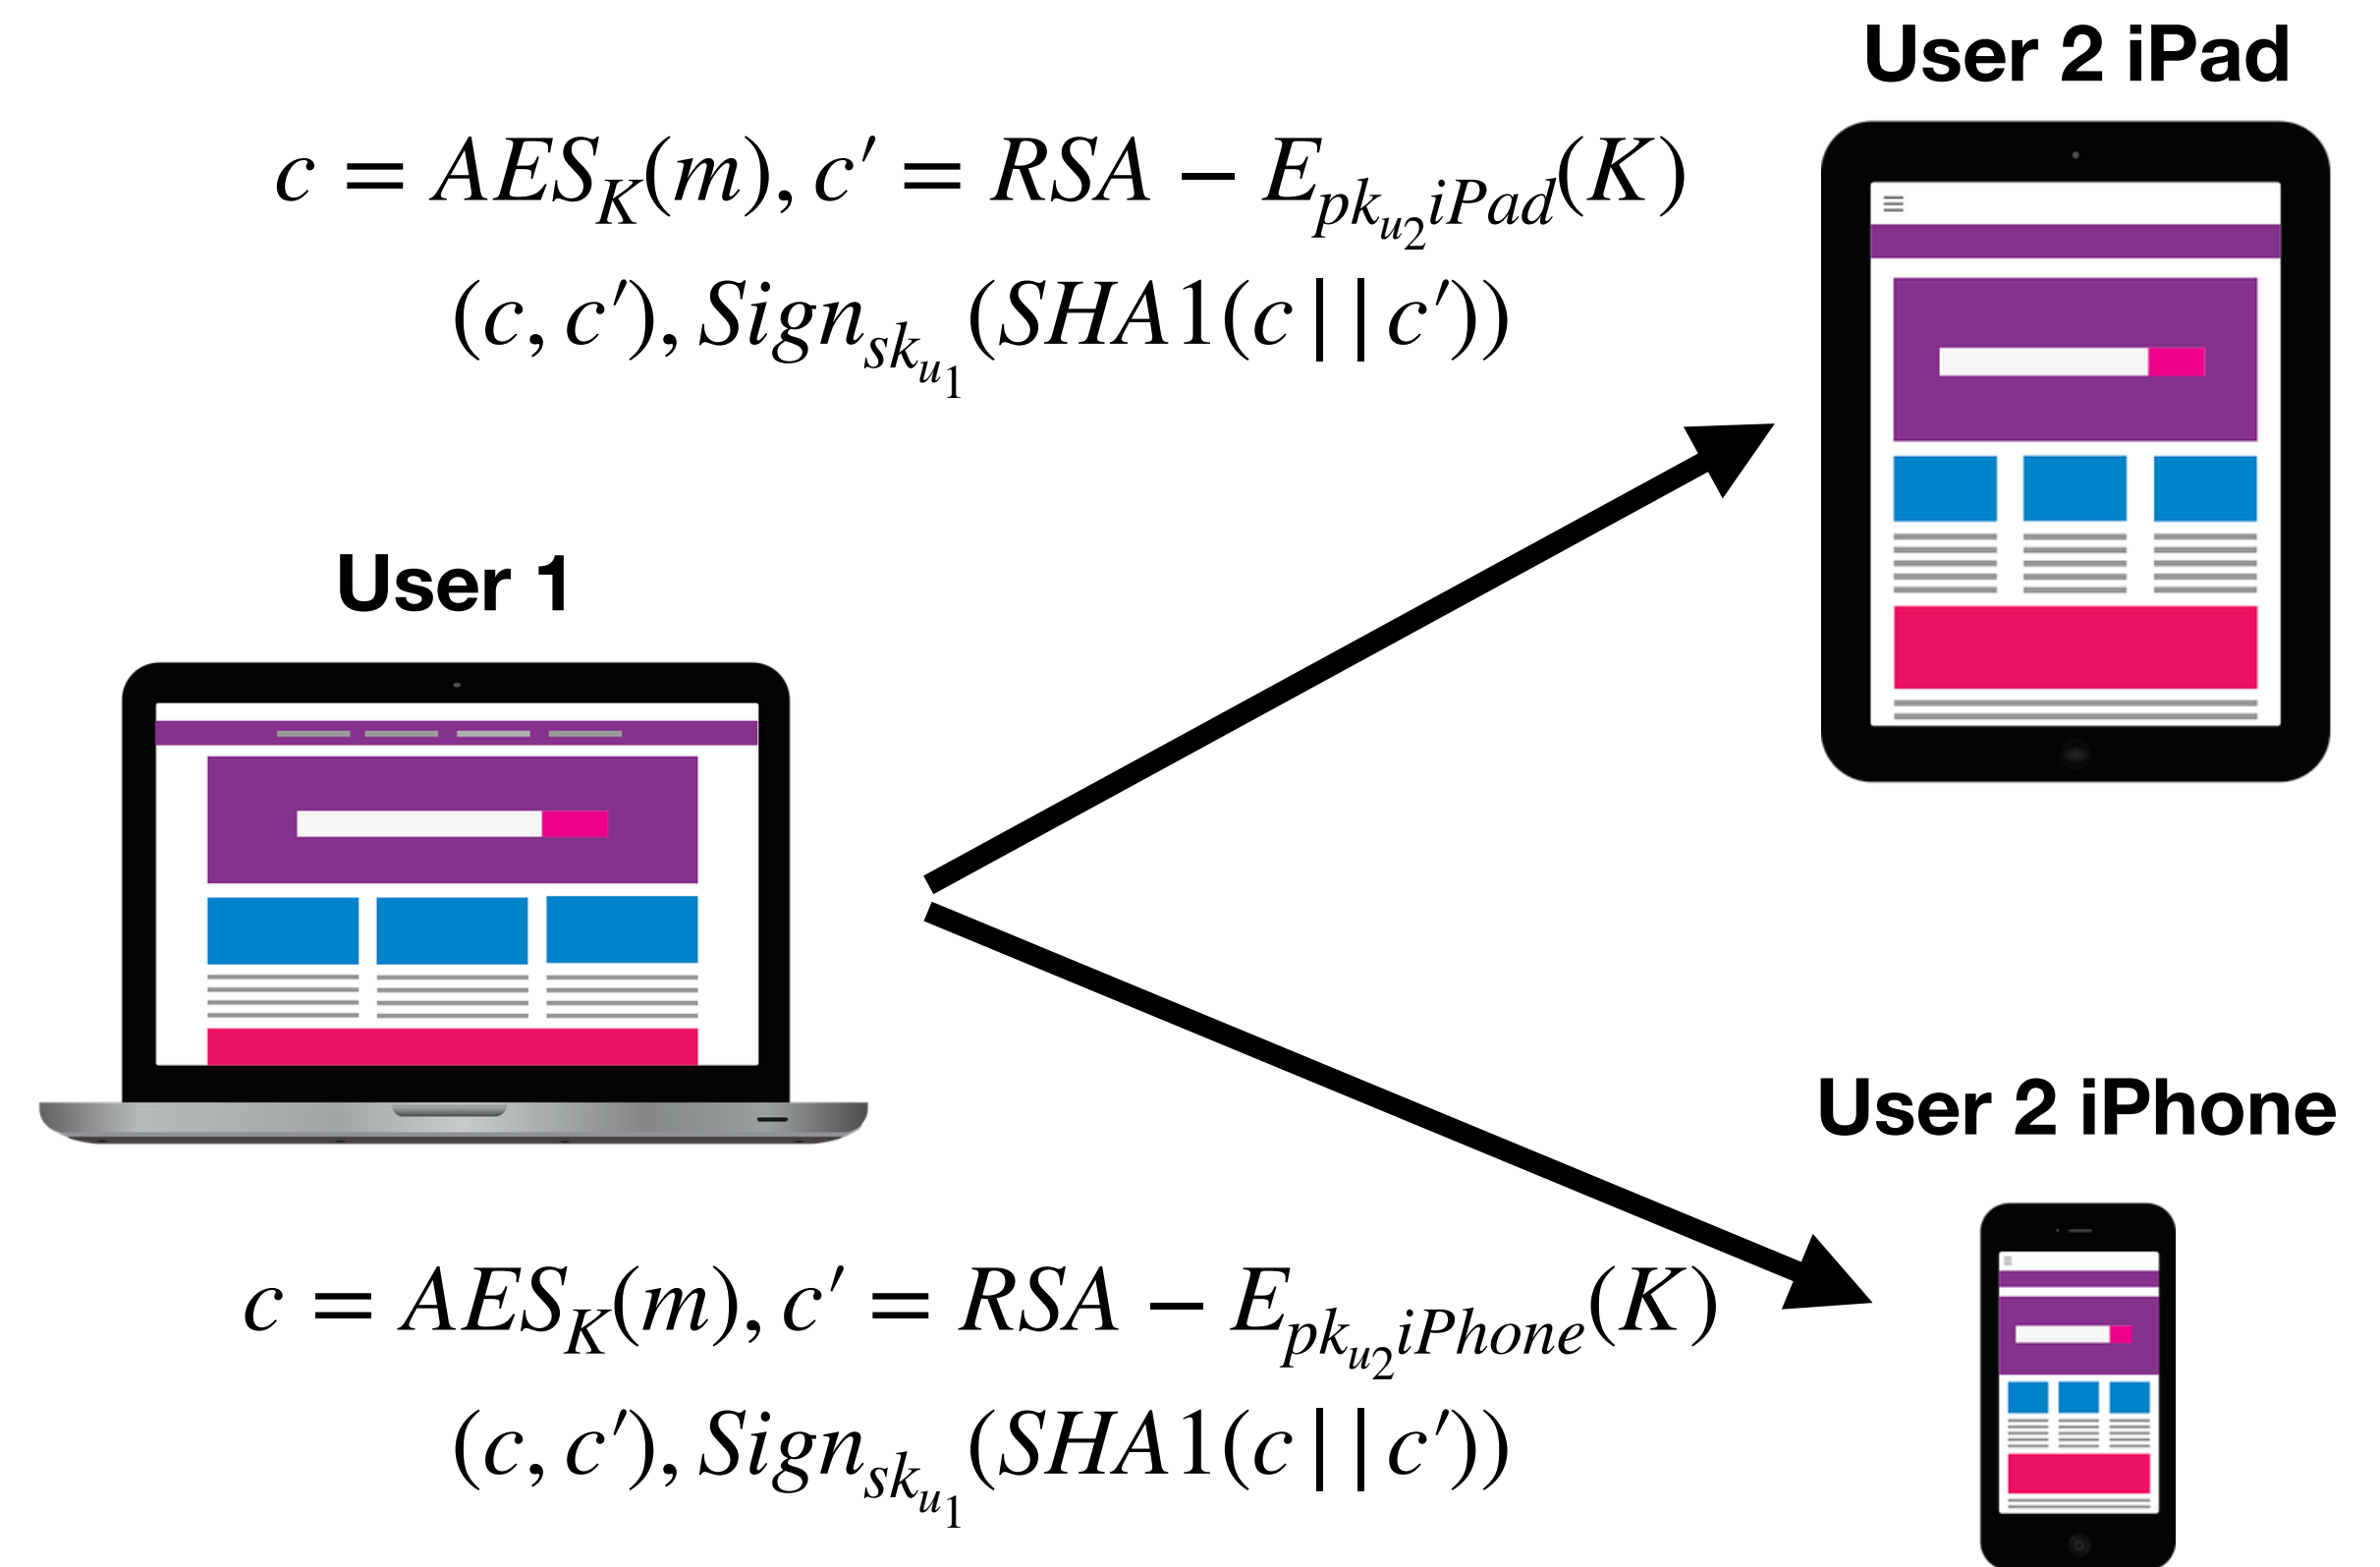 User 2 iPad
c = AES_K(m), c′ = RSA − E_{pk_{u_2}iPad}(K)
(c, c′), Sign_{sk_{u_1}}(SHA1(c||c′))
User 1
User 2 iPhone
c = AES_K(m), c′ = RSA − E_{pk_{u_2}iPhone}(K)
(c, c′), Sign_{sk_{u_1}}(SHA1(c||c′))